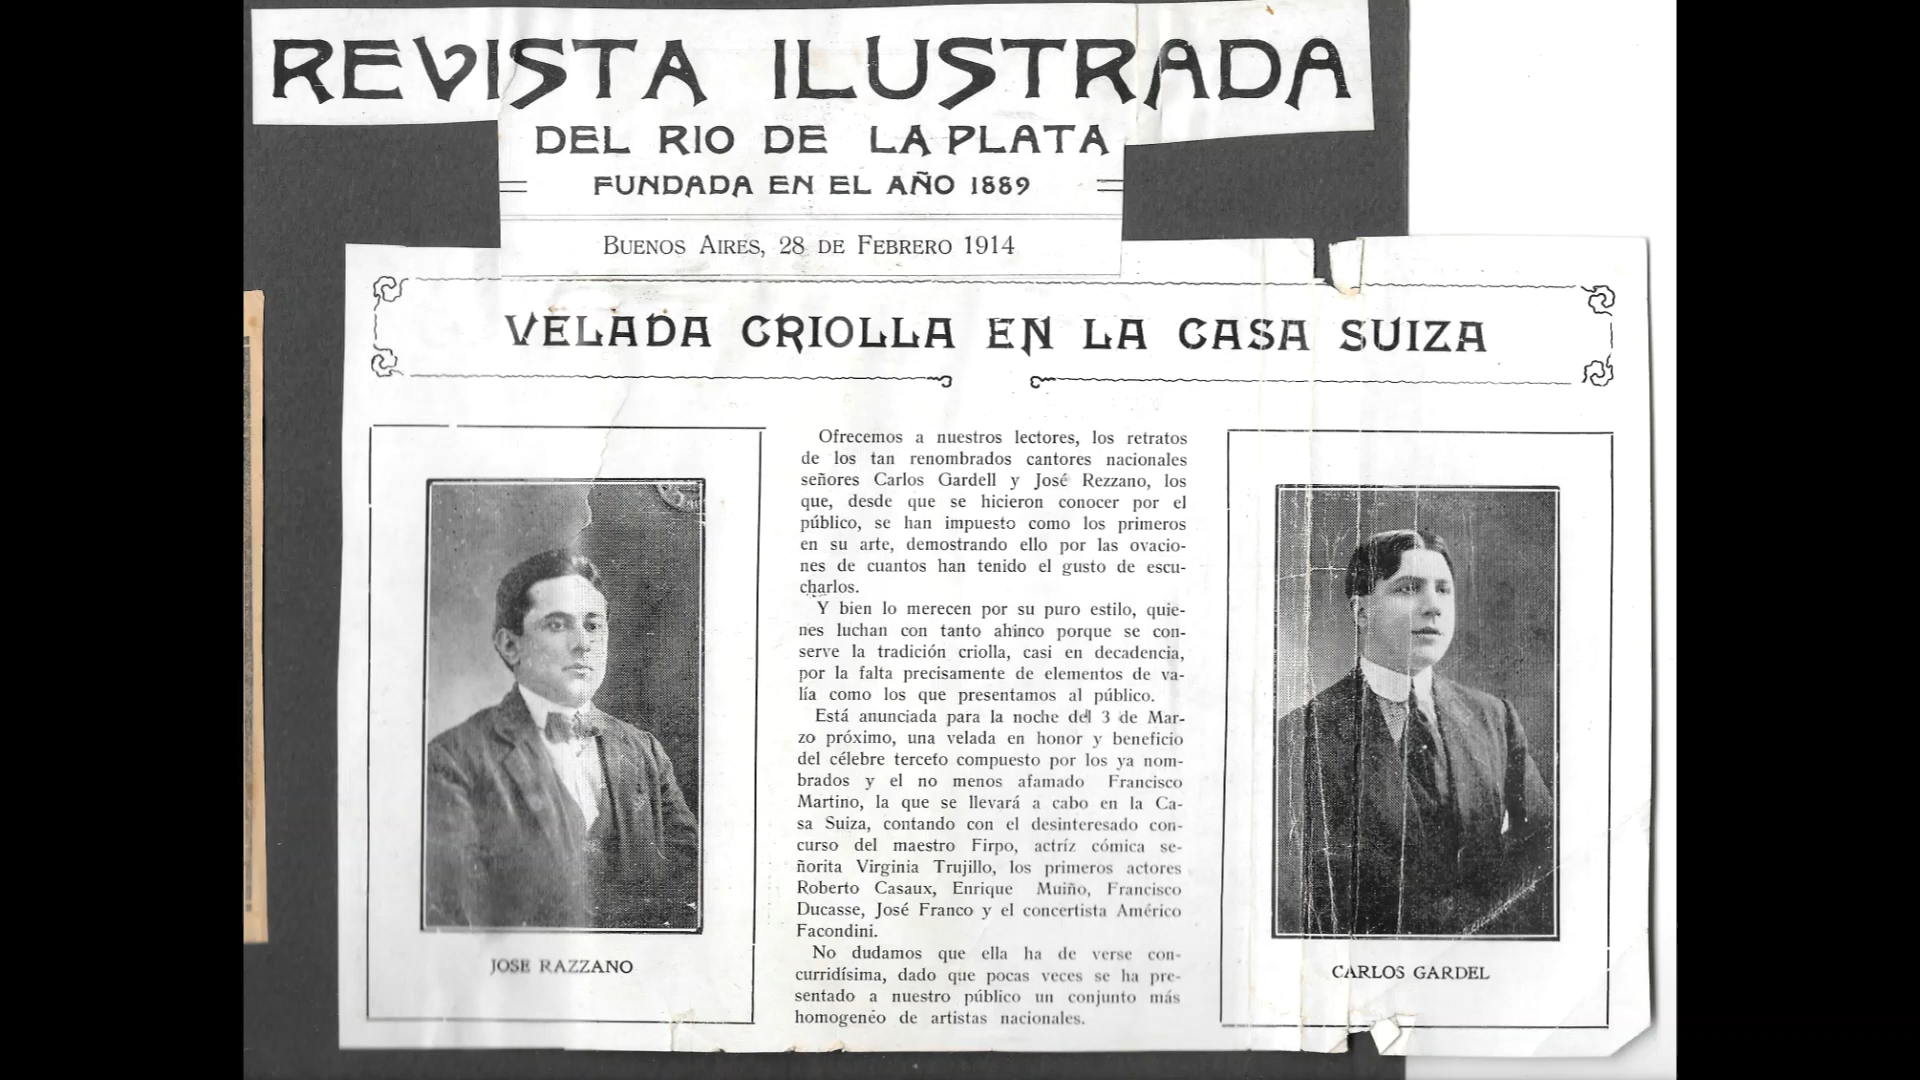 REVISTA ILUSTRADA
DEL RIO DE LA PLATA
FUNDADA EN EL AÑO 1889
BUENOS AIRES, 28 DE FEBRERO 1914
VELADA CRIOLLA EN LA CASA SUIZA
Ofrecemos a nuestros lectores, los retratos
de los tan renombrados cantores nacionales
señores Carlos Gardell y José Rezzano, los
que, desde que se hicieron conocer por el
público, se han impuesto como los primeros
en su arte, demostrando ello por las ovacio-
nes de cuantos han tenido el gusto de escu-
charlos.
Y bien lo merecen por su puro estilo, quie-
nes luchan con tanto ahinco porque se con-
serve la tradición criolla, casi en decadencia,
por la falta precisamente de elementos de va-
lía como los que presentamos al público.
Está anunciada para la noche del 3 de Mar-
zo próximo, una velada en honor y beneficio
del célebre terceto compuesto por los ya nom-
brados y el no menos afamado Francisco
Martino, la que se llevará a cabo en la Ca-
sa Suiza, contando con el desinteresado con-
curso del maestro Firpo, actríz cómica se-
ñorita Virginia Trujillo, los primeros actores
Roberto Casaux, Enrique Muiño, Francisco
Ducasse, José Franco y el concertista Américo
Facondini.
No dudamos que ella ha de verse con-
curridísima, dado que pocas veces se ha pre-
sentado a nuestro público un conjunto más
homogenéo de artistas nacionales.
JOSE RAZZANO
CARLOS GARDEL